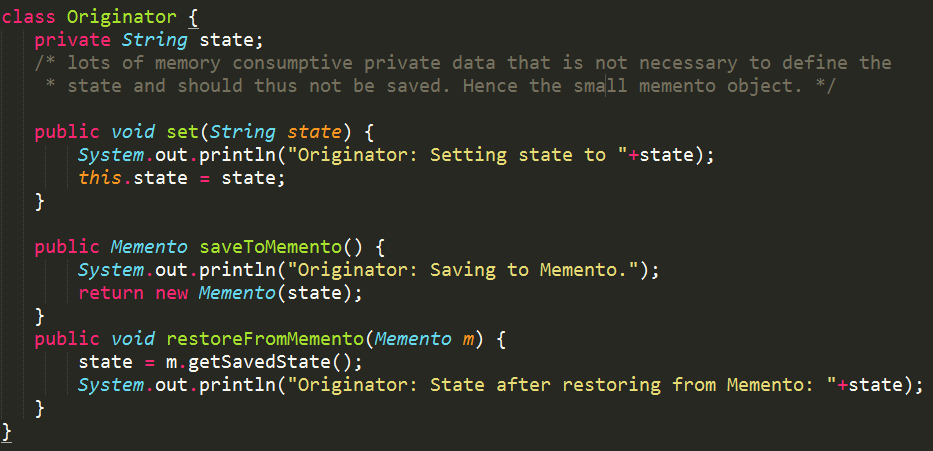 class Originator {
private String state;
/* lots of memory consumptive private data that is not necessary to define the
* state and should thus not be saved. Hence the small memento object. */
public void set(String state) {
System.out.println("Originator: Setting state to "+state);
this.state = state;
}
public Memento saveToMemento() {
System.out.println("Originator: Saving to Memento.");
return new Memento(state);
}
public void restoreFromMemento(Memento m) {
state = m.getSavedState();
System.out.println("Originator: State after restoring from Memento: "+state);
}
}